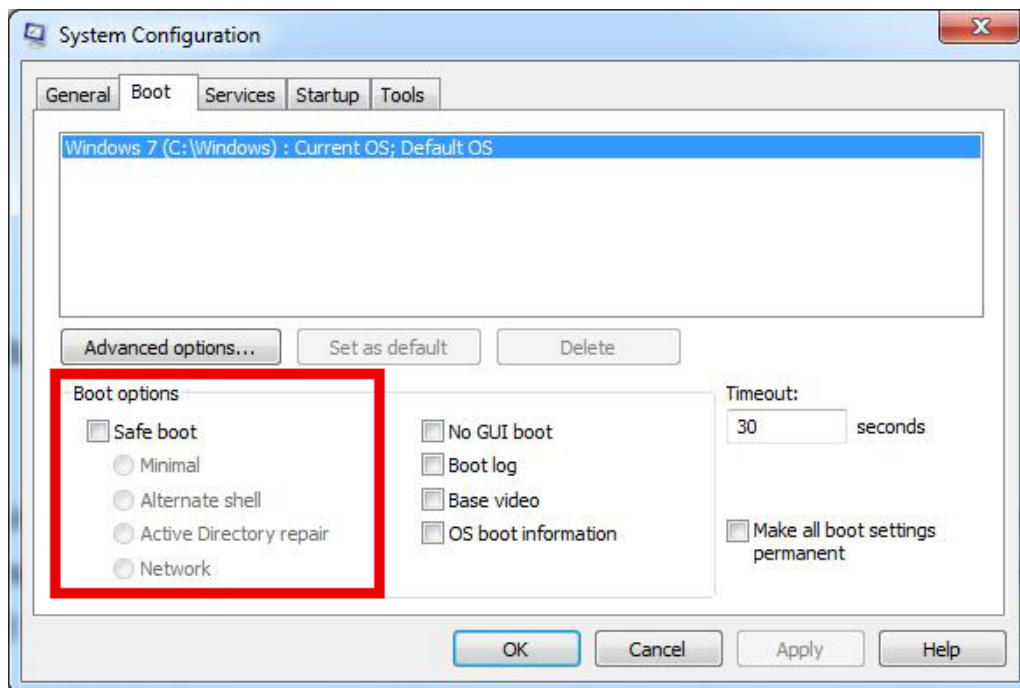 System Configuration
General Boot Services Startup Tools
Windows 7 (C:\Windows) : Current OS; Default OS
Advanced options... Set as default Delete
Boot options
Safe boot
Minimal
Alternate shell
Active Directory repair
Network
No GUI boot
Boot log
Base video
OS boot information
Timeout:
30 seconds
Make all boot settings
permanent
OK Cancel Apply Help